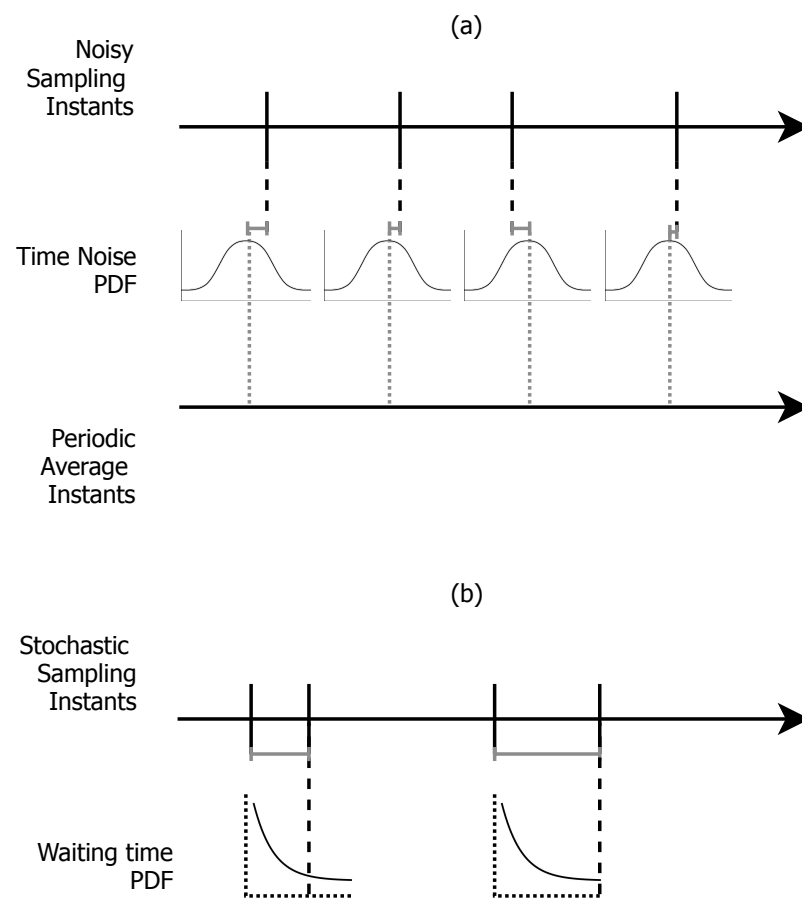 (a)
Noisy
Sampling
Instants
Time Noise
PDF
Periodic
Average
Instants
(b)
Stochastic
Sampling
Instants
Waiting time
PDF